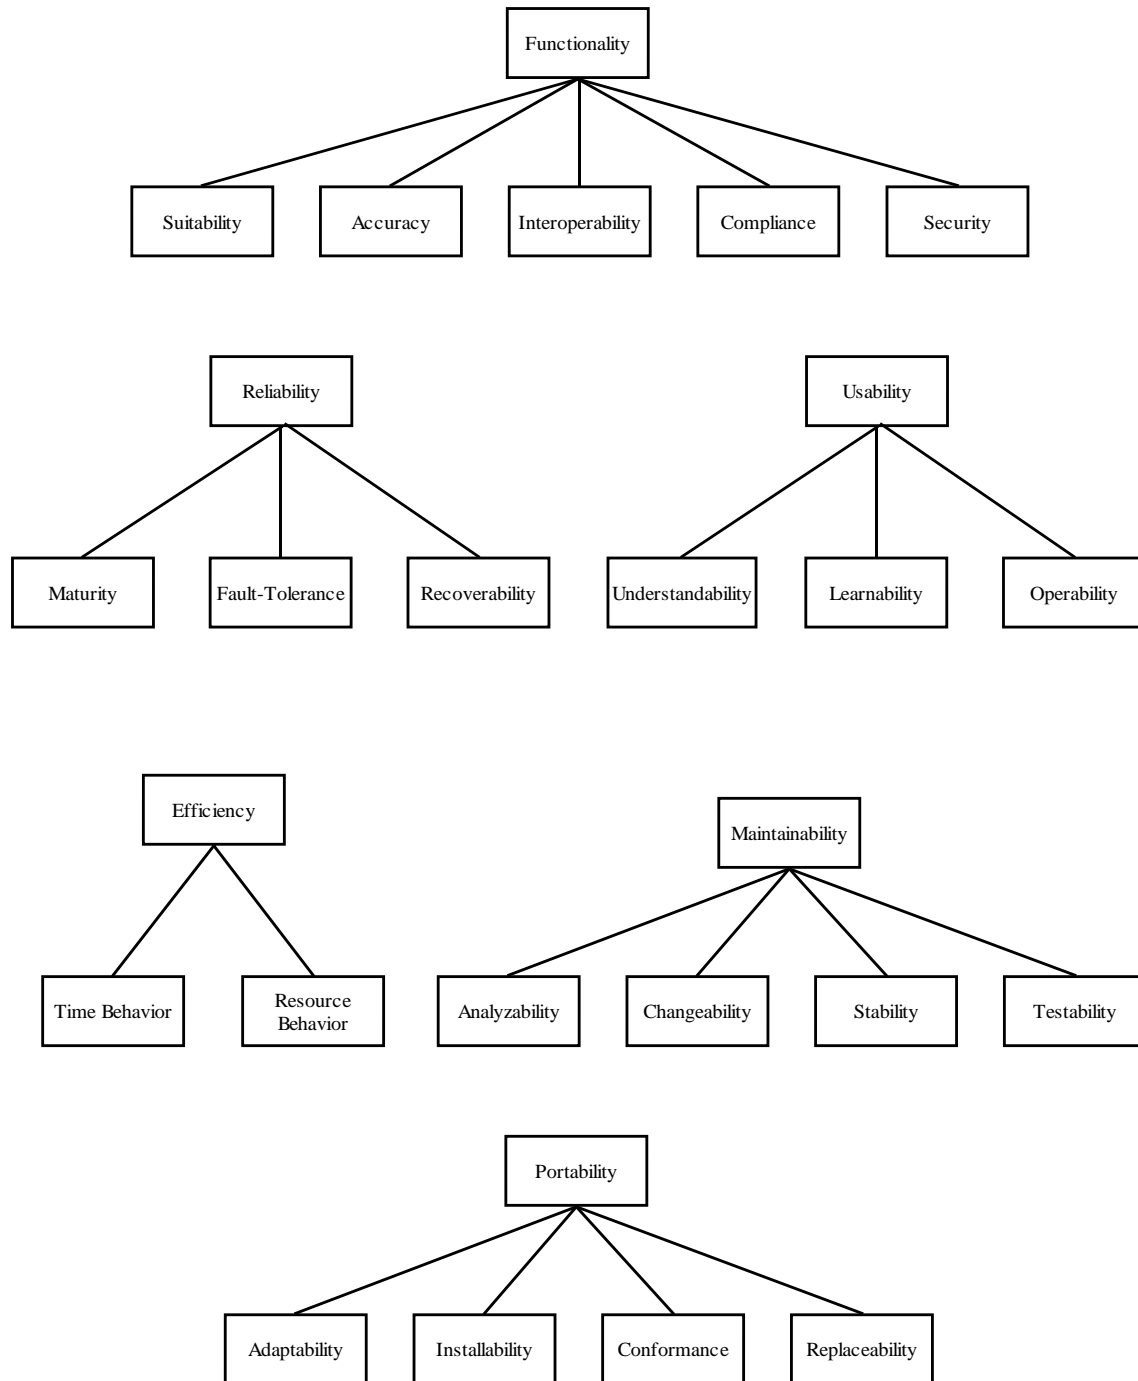 Functionality
Suitability
Accuracy
Interoperability
Compliance
Security
Reliability
Usability
Maturity
Fault-Tolerance
Recoverability
Understandability
Learnability
Operability
Efficiency
Maintainability
Time Behavior
Resource
Behavior
Analyzability
Changeability
Stability
Testability
Portability
Adaptability
Installability
Conformance
Replaceability